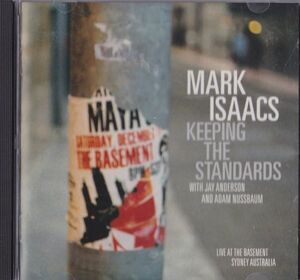 MARK
ISAACS
KEEPING
THE
STANDARDS
WITH JAY ANDERSON
AND ADAM NUSSBAUM
MAYA
SATURDAY DECEMBE
THE BASEMENT
LIVE AT THE BASEMENT
SYDNEY AUSTRALIA